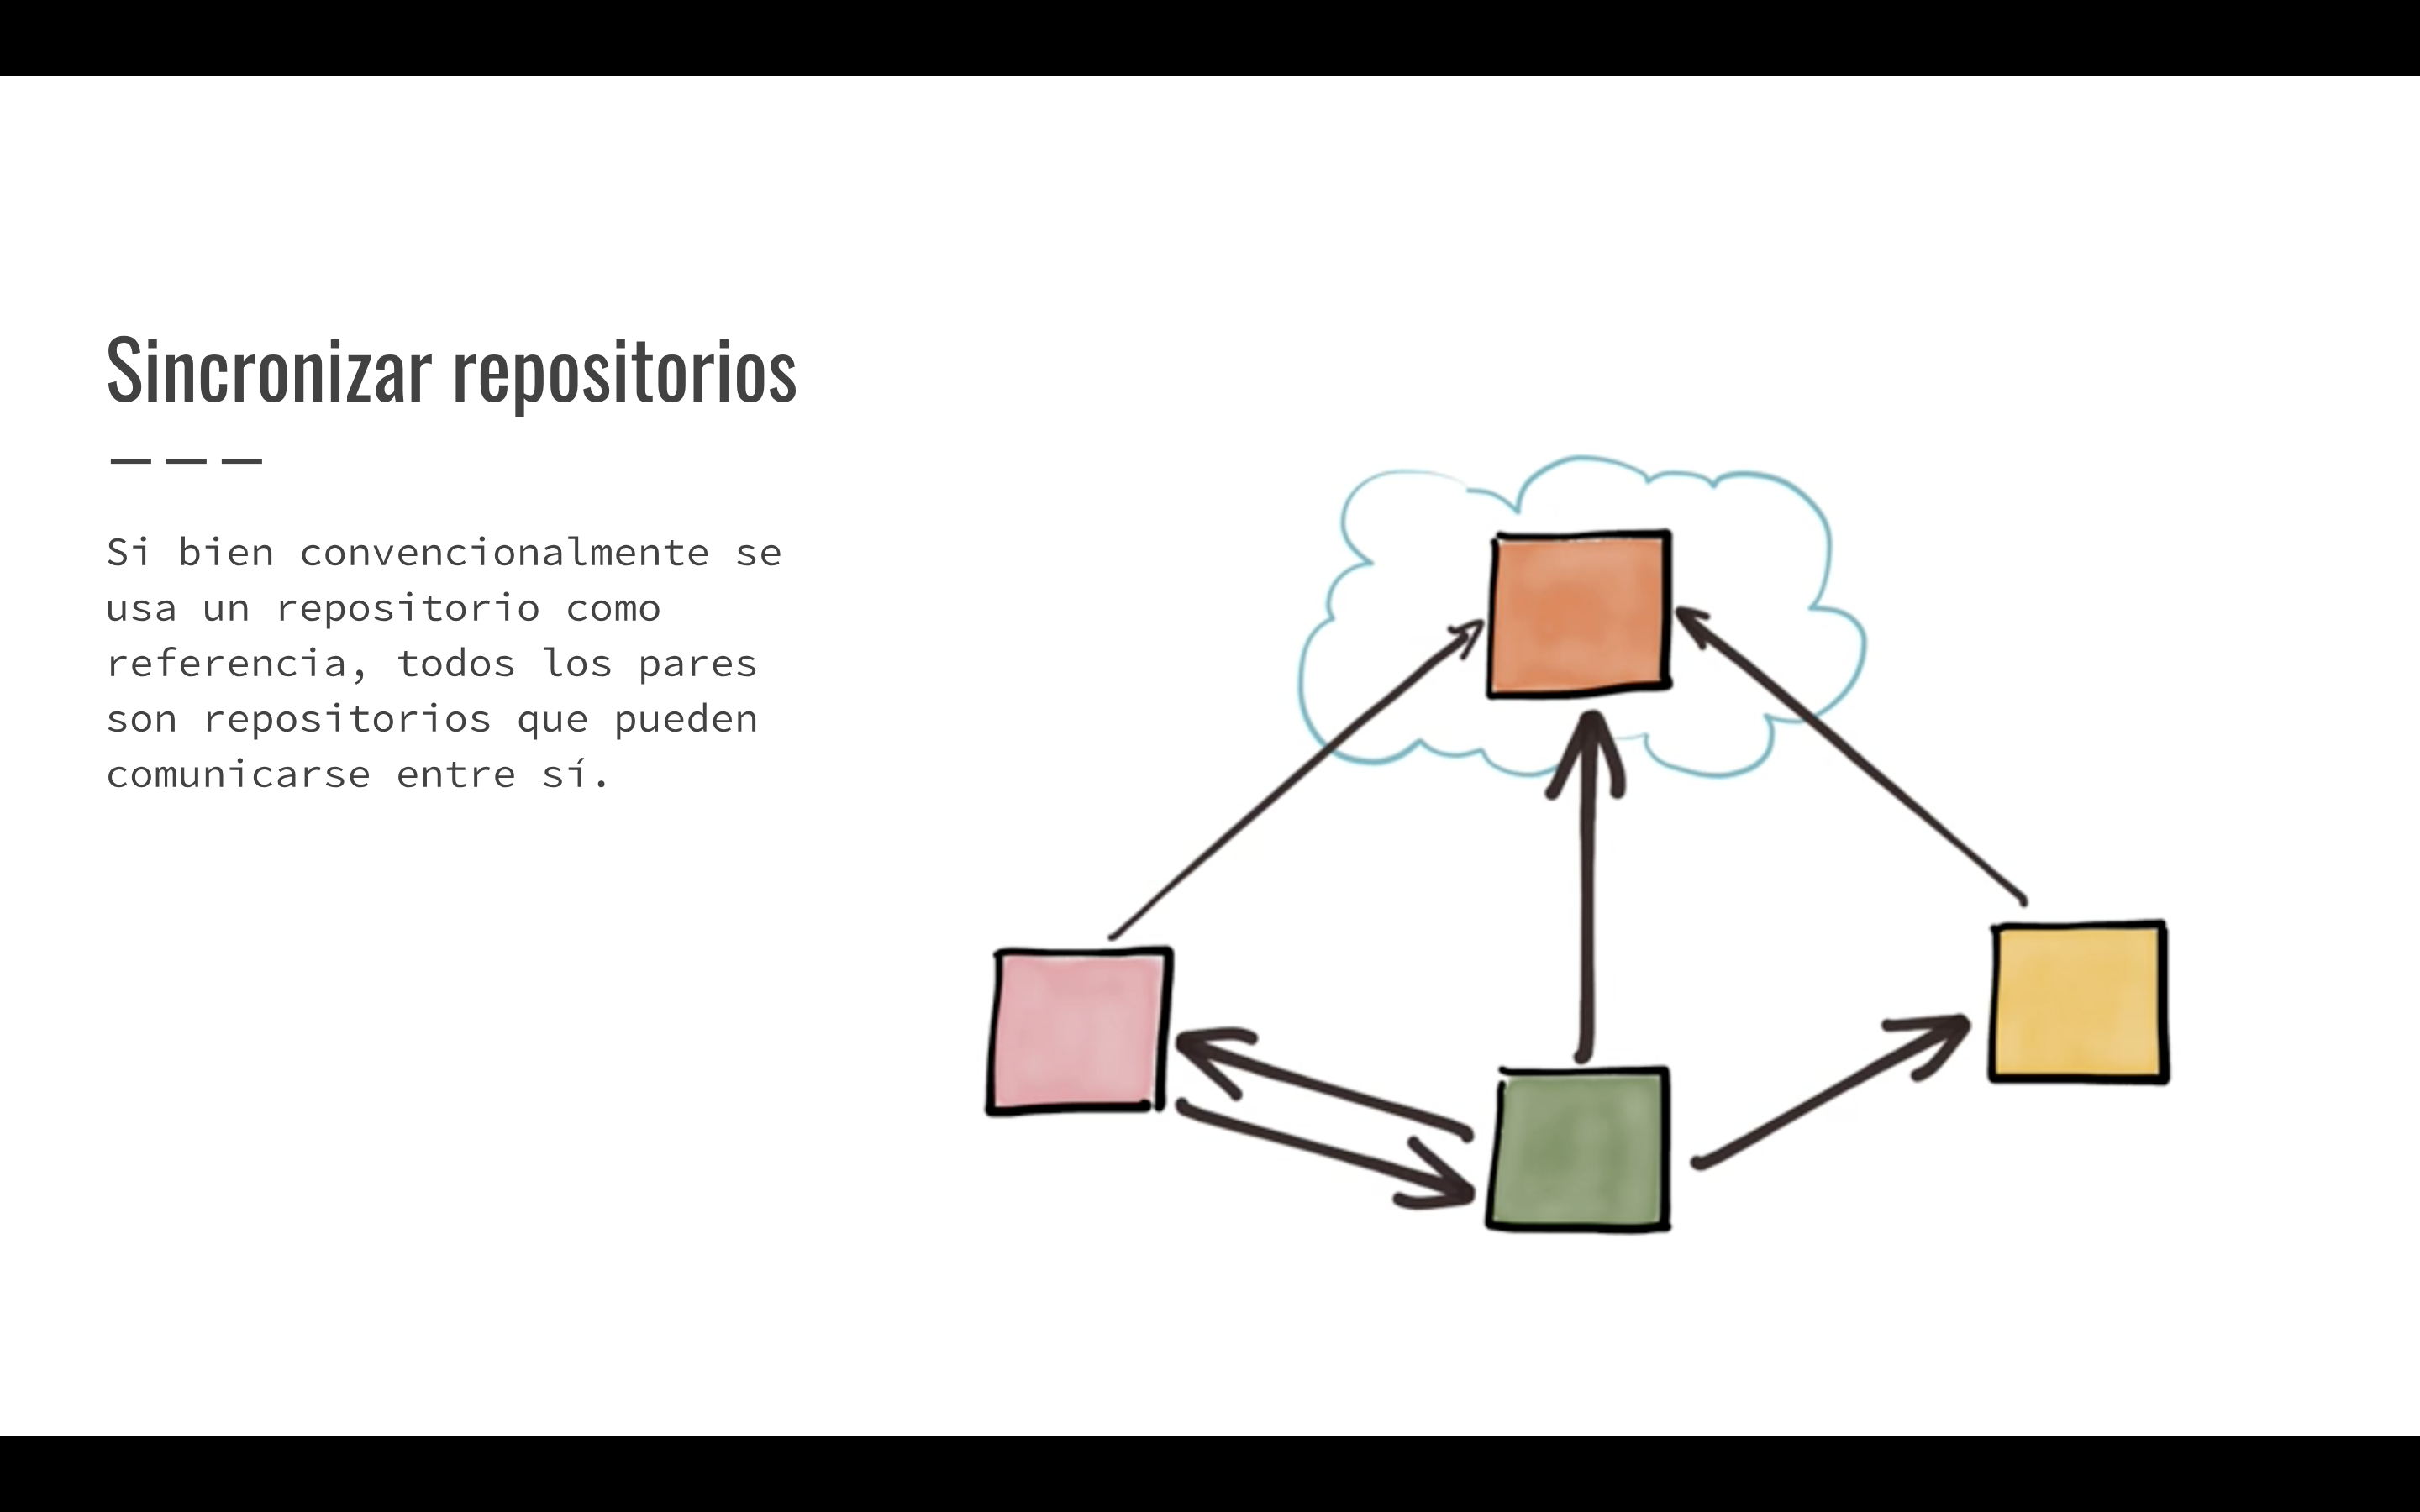 Sincronizar repositorios
Si bien convencionalmente se
usa un repositorio como
referencia, todos los pares
son repositorios que pueden
comunicarse entre sí.